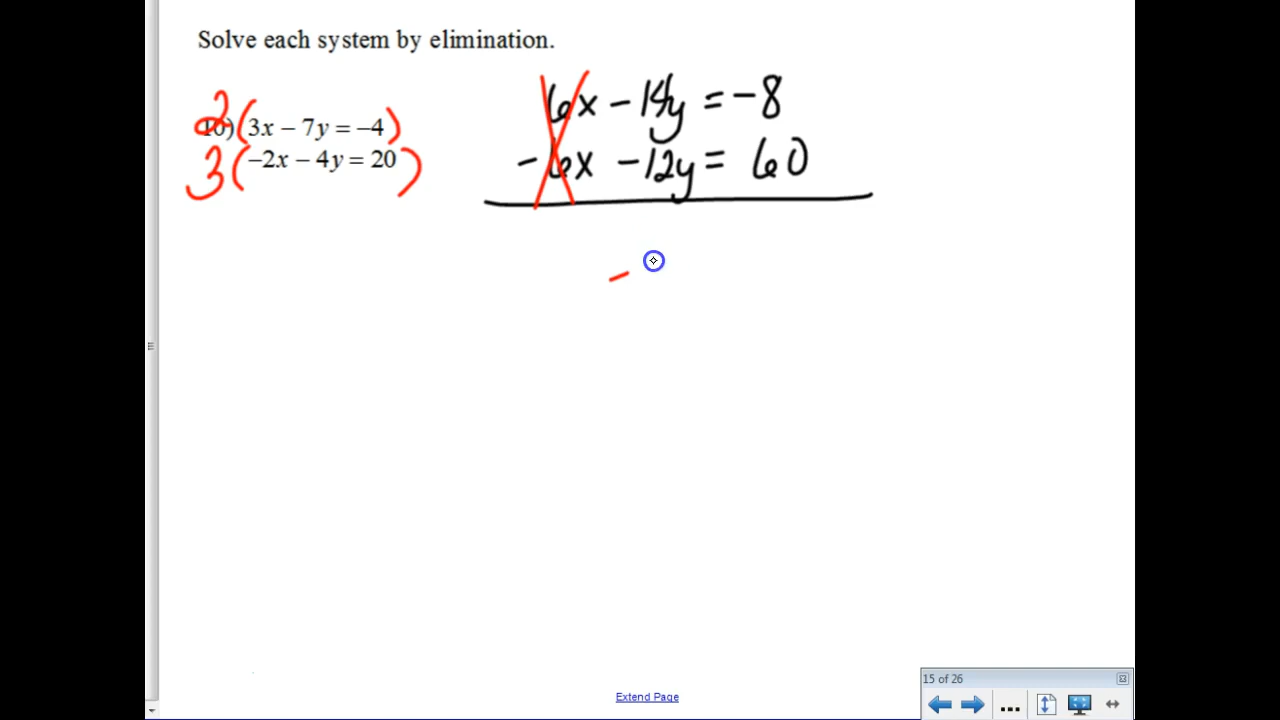 Solve each system by elimination.
2
10) (3x − 7y = −4)
3 (−2x − 4y = 20)
6x − 14y = −8
−6x − 12y = 60
−
Extend Page
15 of 26
...